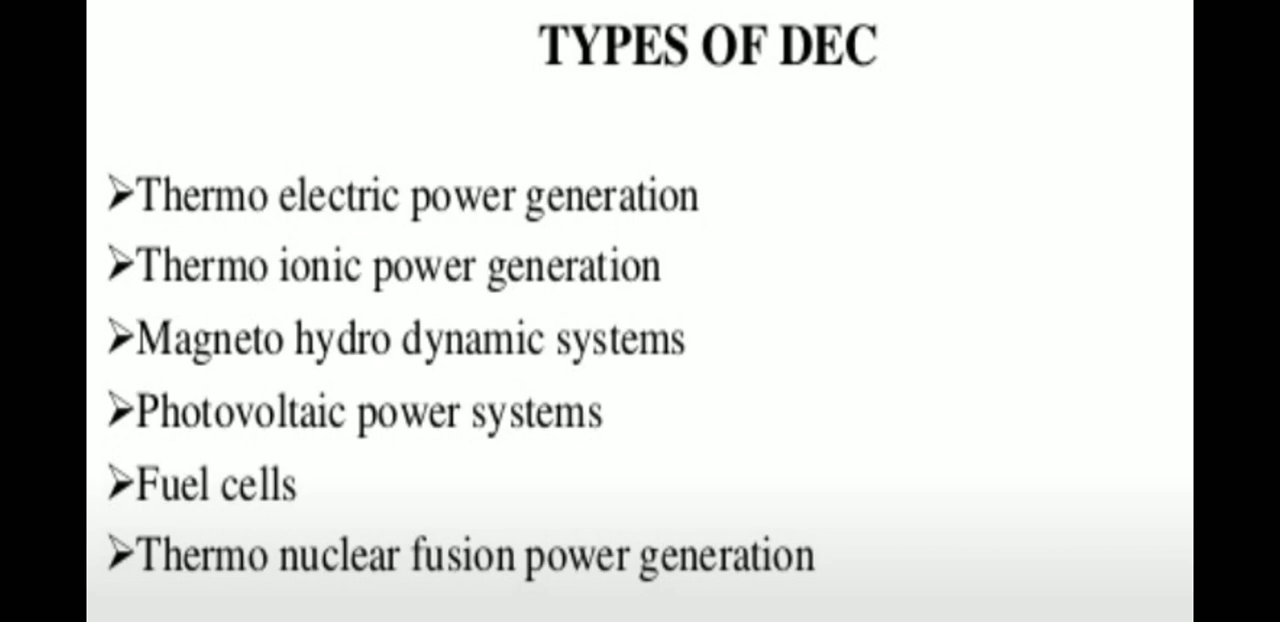 TYPES OF DEC
➢Thermo electric power generation
➢Thermo ionic power generation
➢Magneto hydro dynamic systems
➢Photovoltaic power systems
➢Fuel cells
➢Thermo nuclear fusion power generation